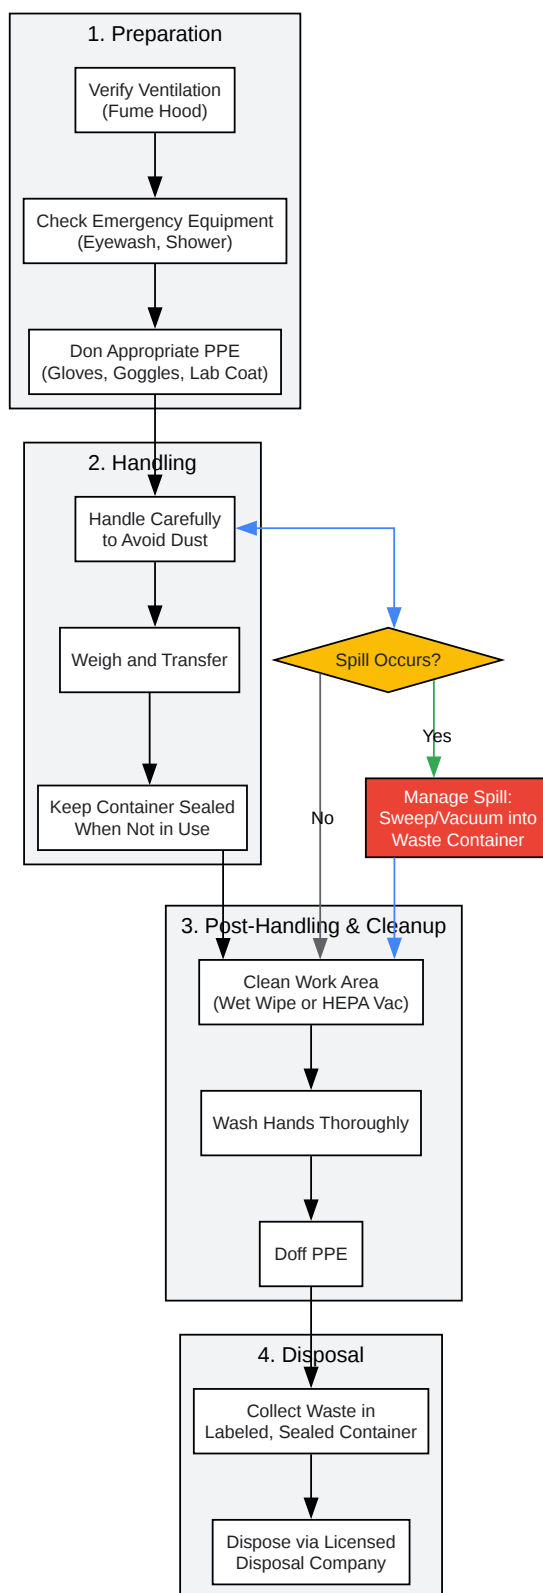 1. Preparation
Verify Ventilation
(Fume Hood)
Check Emergency Equipment
(Eyewash, Shower)
Don Appropriate PPE
(Gloves, Goggles, Lab Coat)
2. Handling
Handle Carefully
to Avoid Dust
Weigh and Transfer
Spill Occurs?
Yes
Keep Container Sealed
When Not in Use
No
Manage Spill:
Sweep/Vacuum into
Waste Container
3. Post-Handling & Cleanup
Clean Work Area
(Wet Wipe or HEPA Vac)
Wash Hands Thoroughly
Doff PPE
4. Disposal
Collect Waste in
Labeled, Sealed Container
Dispose via Licensed
Disposal Company